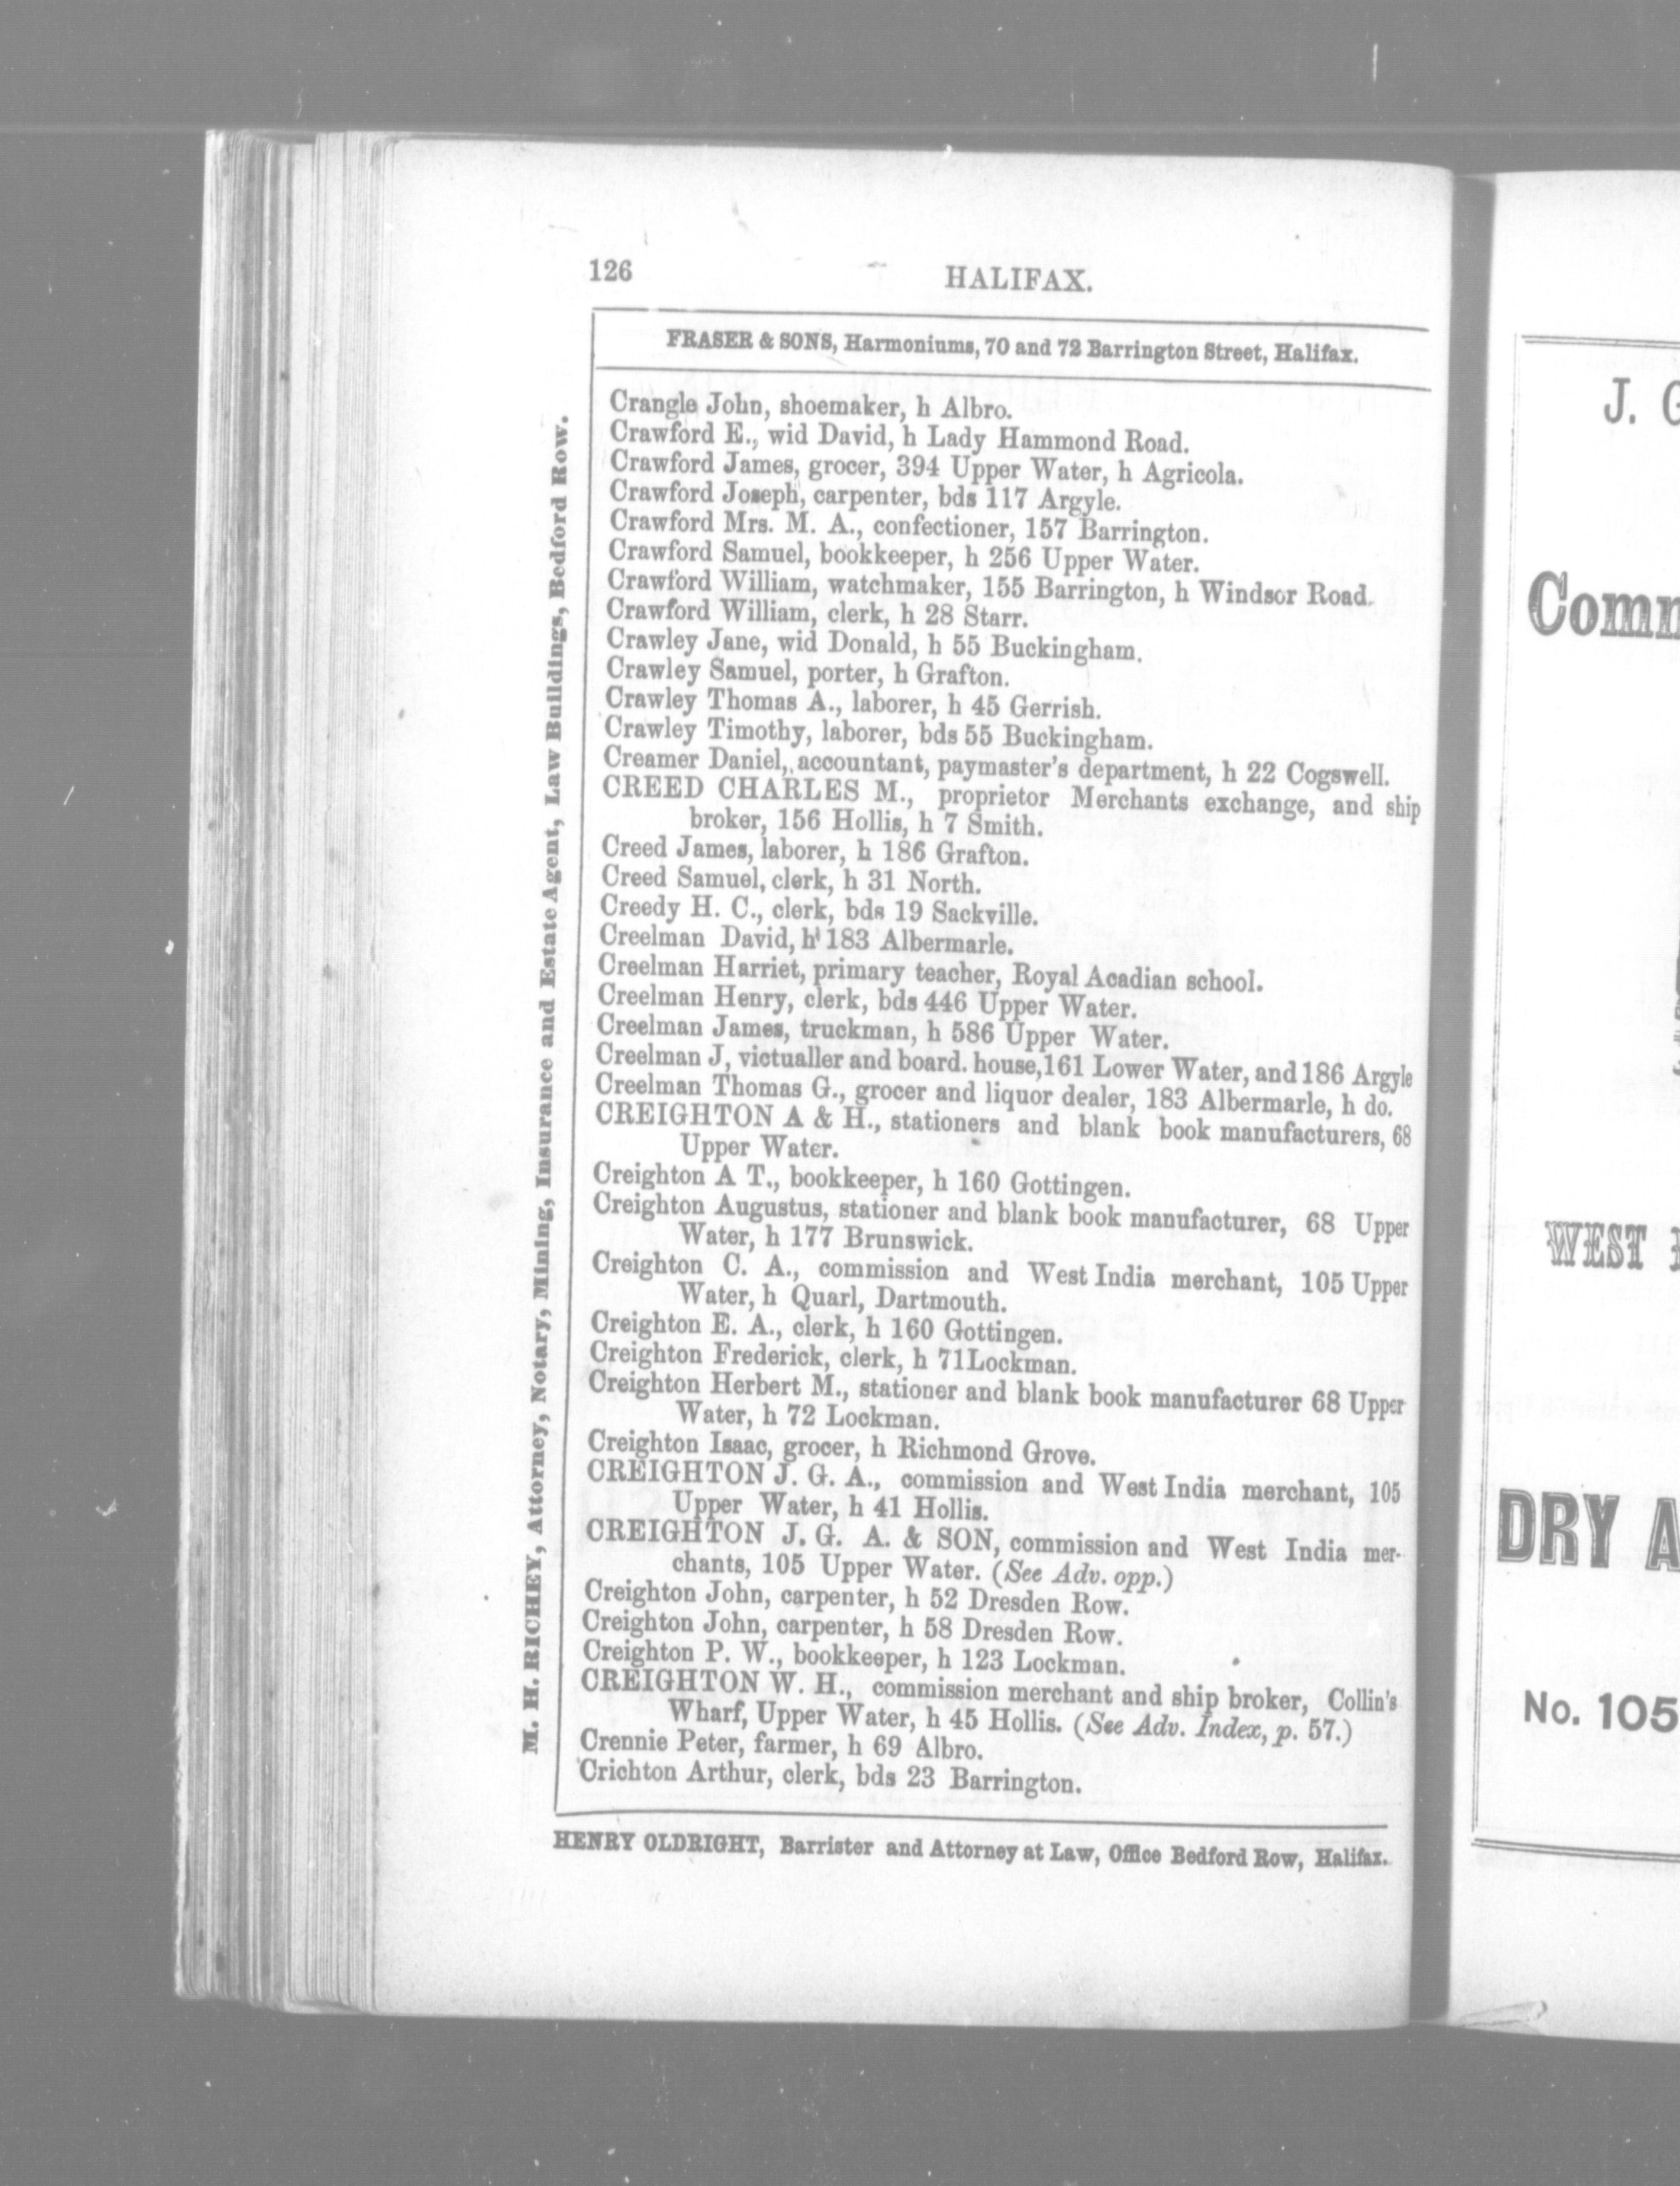 126
HALIFAX.
FRASER & SONS, Harmoniums, 70 and 72 Barrington Street, Halifax.
M. H. RICHEY, Attorney, Notary, Mining, Insurance and Estate Agent, Law Buildings, Bedford Row.
Crangle John, shoemaker, h Albro.
Crawford E., wid David, h Lady Hammond Road.
Crawford James, grocer, 394 Upper Water, h Agricola.
Crawford Joseph, carpenter, bds 117 Argyle.
Crawford Mrs. M. A., confectioner, 157 Barrington.
Crawford Samuel, bookkeeper, h 256 Upper Water.
Crawford William, watchmaker, 155 Barrington, h Windsor Road.
Crawford William, clerk, h 28 Starr.
Crawley Jane, wid Donald, h 55 Buckingham.
Crawley Samuel, porter, h Grafton.
Crawley Thomas A., laborer, h 45 Gerrish.
Crawley Timothy, laborer, bds 55 Buckingham.
Creamer Daniel, accountant, paymaster's department, h 22 Cogswell.
CREED CHARLES M., proprietor Merchants exchange, and ship
broker, 156 Hollis, h 7 Smith.
Creed James, laborer, h 186 Grafton.
Creed Samuel, clerk, h 31 North.
Creedy H. C., clerk, bds 19 Sackville.
Creelman David, h 183 Albermarle.
Creelman Harriet, primary teacher, Royal Acadian school.
Creelman Henry, clerk, bds 446 Upper Water.
Creelman James, truckman, h 586 Upper Water.
Creelman J, victualler and board. house,161 Lower Water, and 186 Argyle
Creelman Thomas G., grocer and liquor dealer, 183 Albermarle, h do.
CREIGHTON A & H., stationers and blank book manufacturers, 68
Upper Water.
Creighton A T., bookkeeper, h 160 Gottingen.
Creighton Augustus, stationer and blank book manufacturer, 68 Upper
Water, h 177 Brunswick.
Creighton C. A., commission and West India merchant, 105 Upper
Water, h Quarl, Dartmouth.
Creighton E. A., clerk, h 160 Gottingen.
Creighton Frederick, clerk, h 71Lockman.
Creighton Herbert M., stationer and blank book manufacturer 68 Upper
Water, h 72 Lockman.
Creighton Isaac, grocer, h Richmond Grove.
CREIGHTON J. G. A., commission and West India merchant, 105
Upper Water, h 41 Hollis.
CREIGHTON J. G. A. & SON, commission and West India mer-
chants, 105 Upper Water. (See Adv. opp.)
Creighton John, carpenter, h 52 Dresden Row.
Creighton John, carpenter, h 58 Dresden Row.
Creighton P. W., bookkeeper, h 123 Lockman.
CREIGHTON W. H., commission merchant and ship broker, Collin's
Wharf, Upper Water, h 45 Hollis. (See Adv. Index, p. 57.)
Crennie Peter, farmer, h 69 Albro.
Crichton Arthur, clerk, bds 23 Barrington.
HENRY OLDRIGHT, Barrister and Attorney at Law, Office Bedford Row, Halifax.
J. G
Comm
WEST
DRY A
No. 105